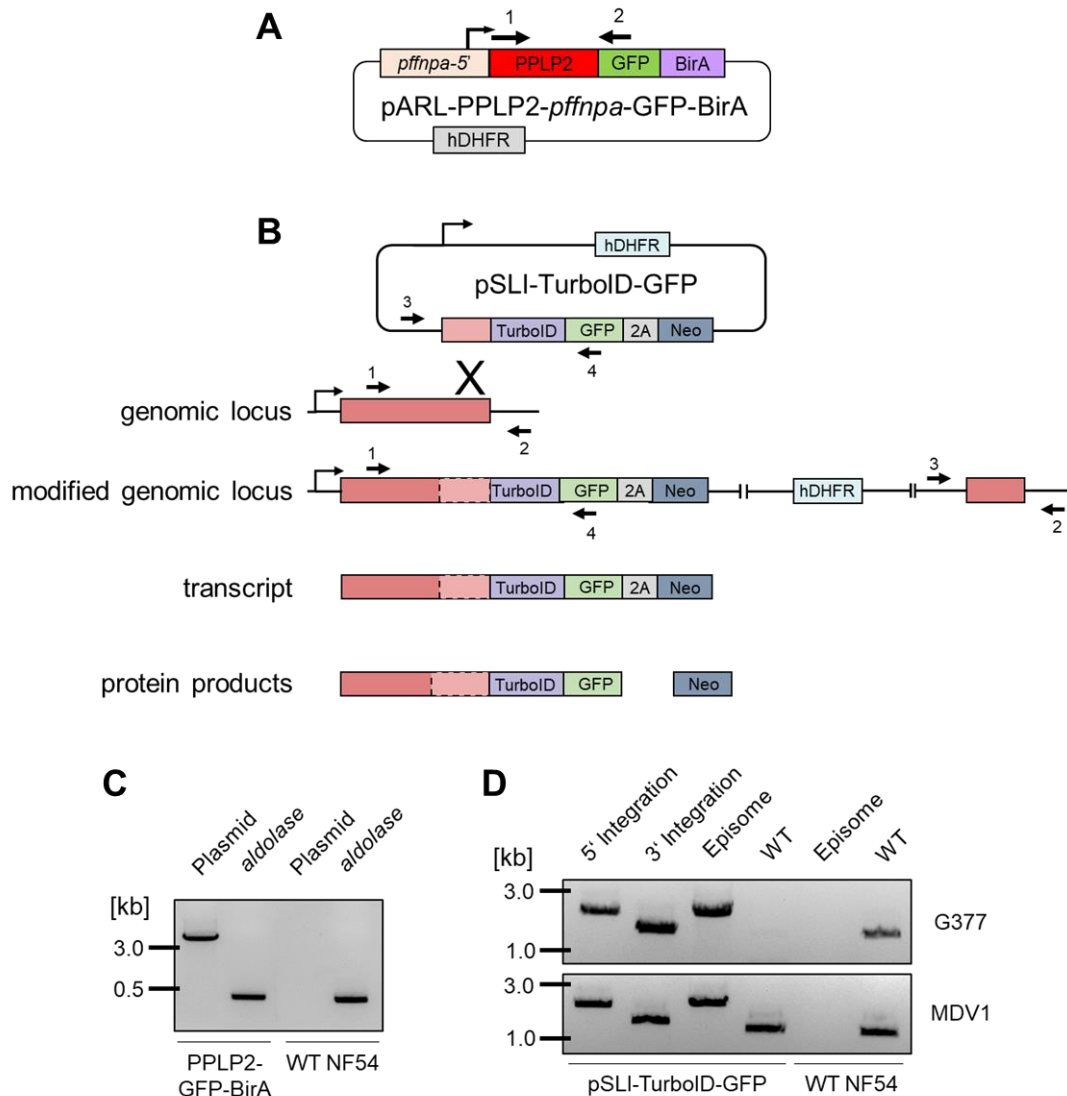 A
1 2
pffnpa-5' PPLP2 GFP BirA
pARL-PPLP2-pffnpa-GFP-BirA
hDHFR
B
hDHFR
pSLI-TurboID-GFP
3
TurboID GFP 2A Neo
4
1 X
genomic locus
2
1 3
modified genomic locus TurboID GFP 2A Neo hDHFR
4 2
transcript TurboID GFP 2A Neo
protein products TurboID GFP Neo
C
Plasmid aldolase Plasmid aldolase
[kb]
3.0
0.5
PPLP2-GFP-BirA WT NF54
D
5' Integration 3' Integration Episome WT Episome WT
[kb]
3.0
1.0
G377
3.0
1.0
MDV1
pSLI-TurboID-GFP WT NF54